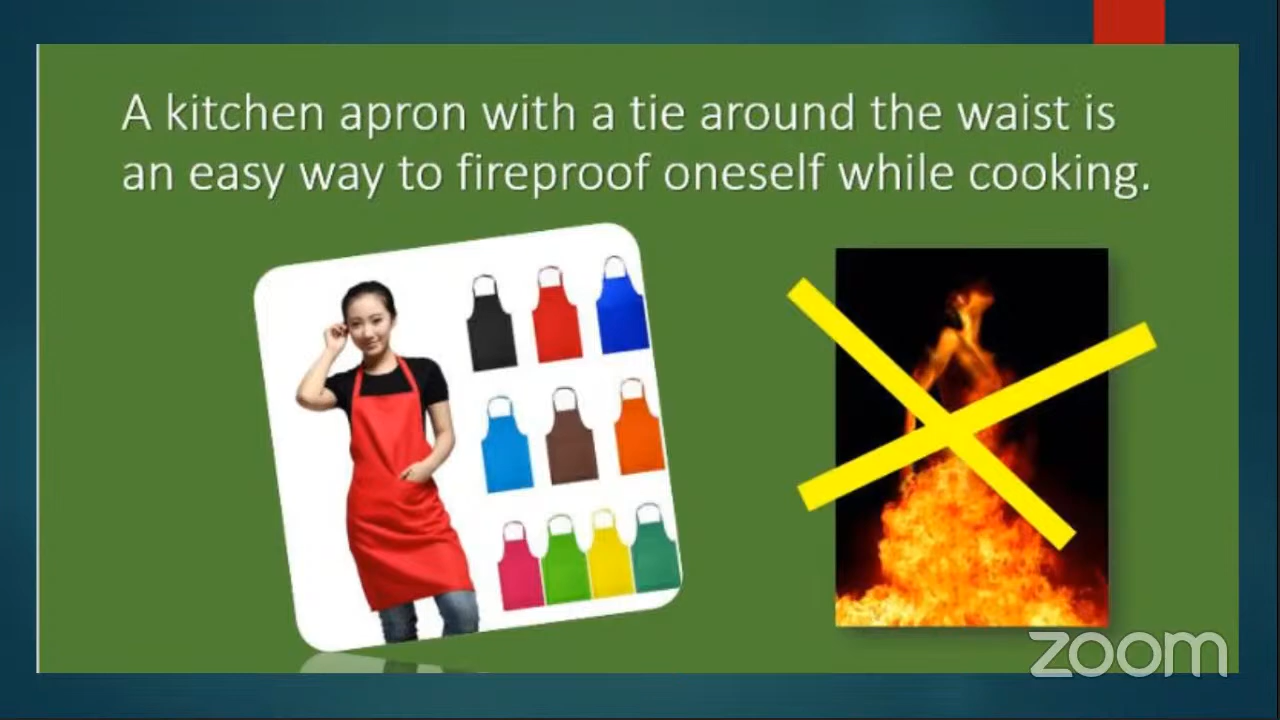 A kitchen apron with a tie around the waist is
an easy way to fireproof oneself while cooking.
zoom